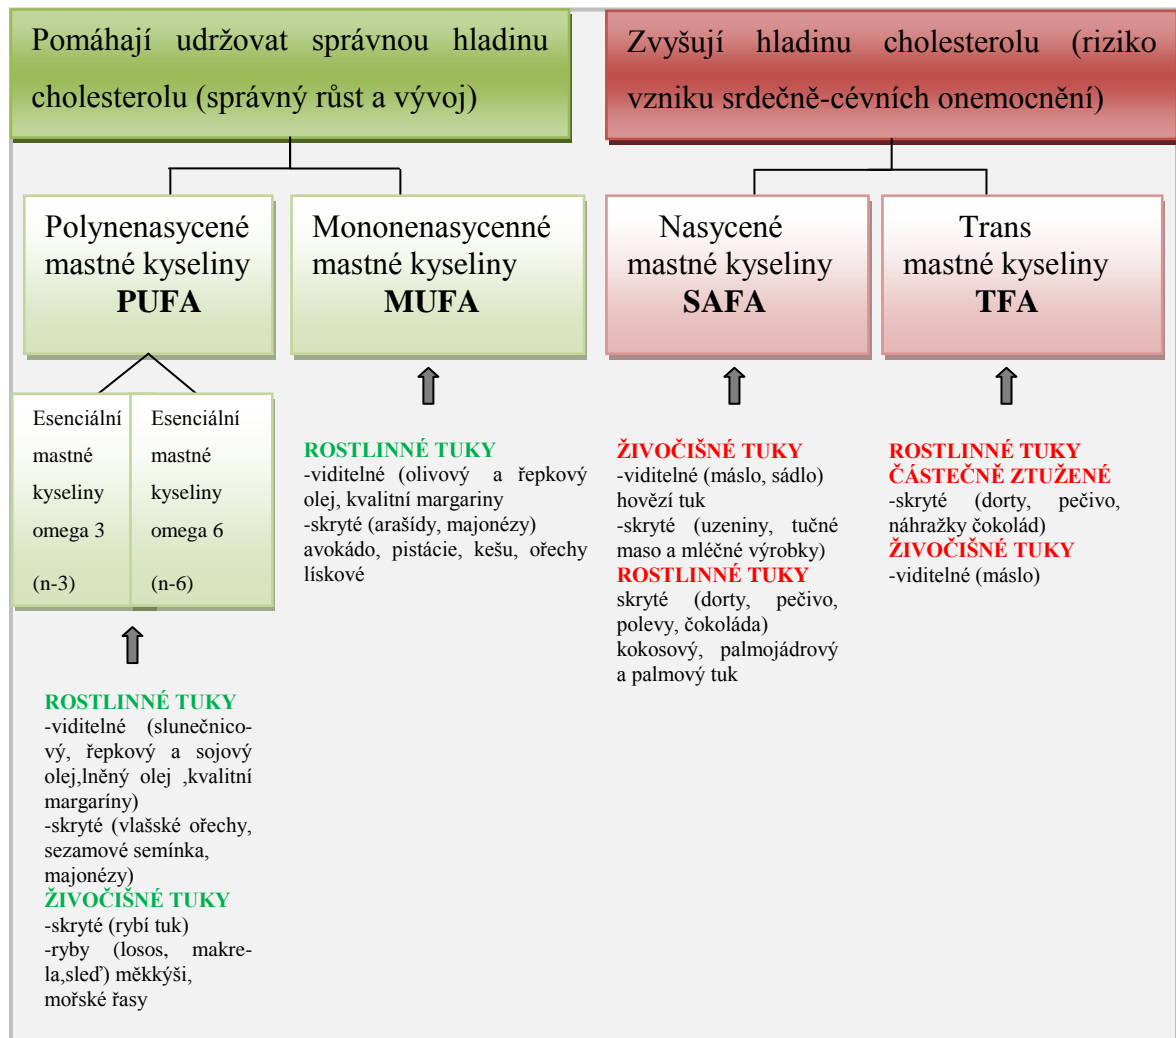 Pomáhají udržovat správnou hladinu
cholesterolu (správný růst a vývoj)
Zvyšují hladinu cholesterolu (riziko
vzniku srdečně-cévních onemocnění)
Polynenasycené
mastné kyseliny
PUFA
Mononenasycenné
mastné kyseliny
MUFA
Nasycené
mastné kyseliny
SAFA
Trans
mastné kyseliny
TFA
Esenciální
mastné
kyseliny
omega 3
(n-3)
Esenciální
mastné
kyseliny
omega 6
(n-6)
ROSTLINNÉ TUKY
-viditelné (slunečnico-
vý, řepkový a sojový
olej,lněný olej ,kvalitní
margaríny)
-skryté (vlašské ořechy,
sezamové semínka,
majonézy)
ŽIVOČIŠNÉ TUKY
-skryté (rybí tuk)
-ryby (losos, makre-
la,sleď) měkkýši,
mořské řasy
ROSTLINNÉ TUKY
-viditelné (olivový a řepkový
olej, kvalitní margariny
-skryté (arašídy, majonézy)
avokádo, pistácie, kešu, ořechy
lískové
ŽIVOČIŠNÉ TUKY
-viditelné (máslo, sádlo)
hovězí tuk
-skryté (uzeniny, tučné
maso a mléčné výrobky)
ROSTLINNÉ TUKY
skryté (dorty, pečivo,
polevy, čokoláda)
kokosový, palmojádrový
a palmový tuk
ROSTLINNÉ TUKY
ČÁSTEČNĚ ZTUŽENÉ
-skryté (dorty, pečivo,
náhražky čokolád)
ŽIVOČIŠNÉ TUKY
-viditelné (máslo)